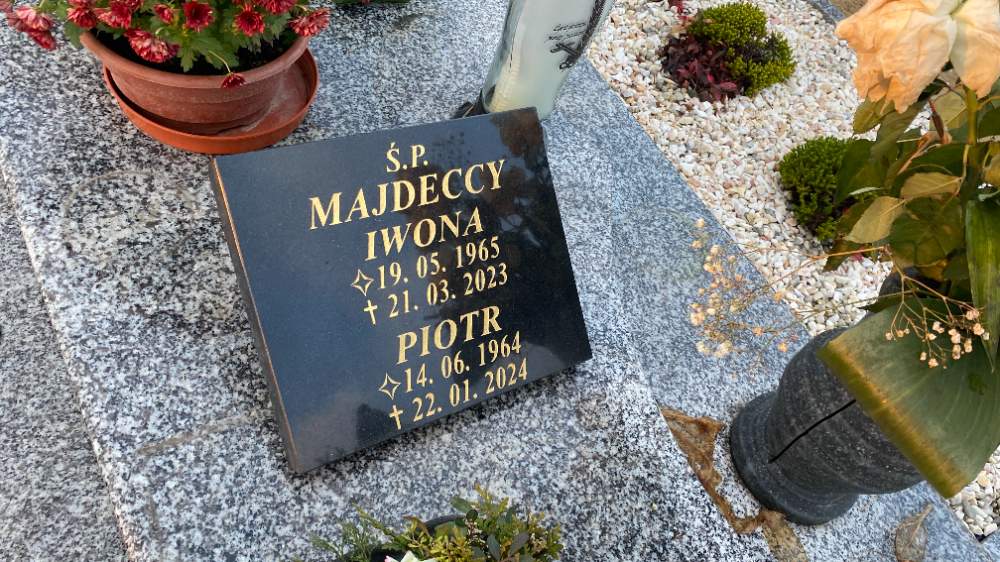 Ś.P.
MAJDECCY
IWONA
19. 05. 1965
21. 03. 2023
PIOTR
14. 06. 1964
22. 01. 2024